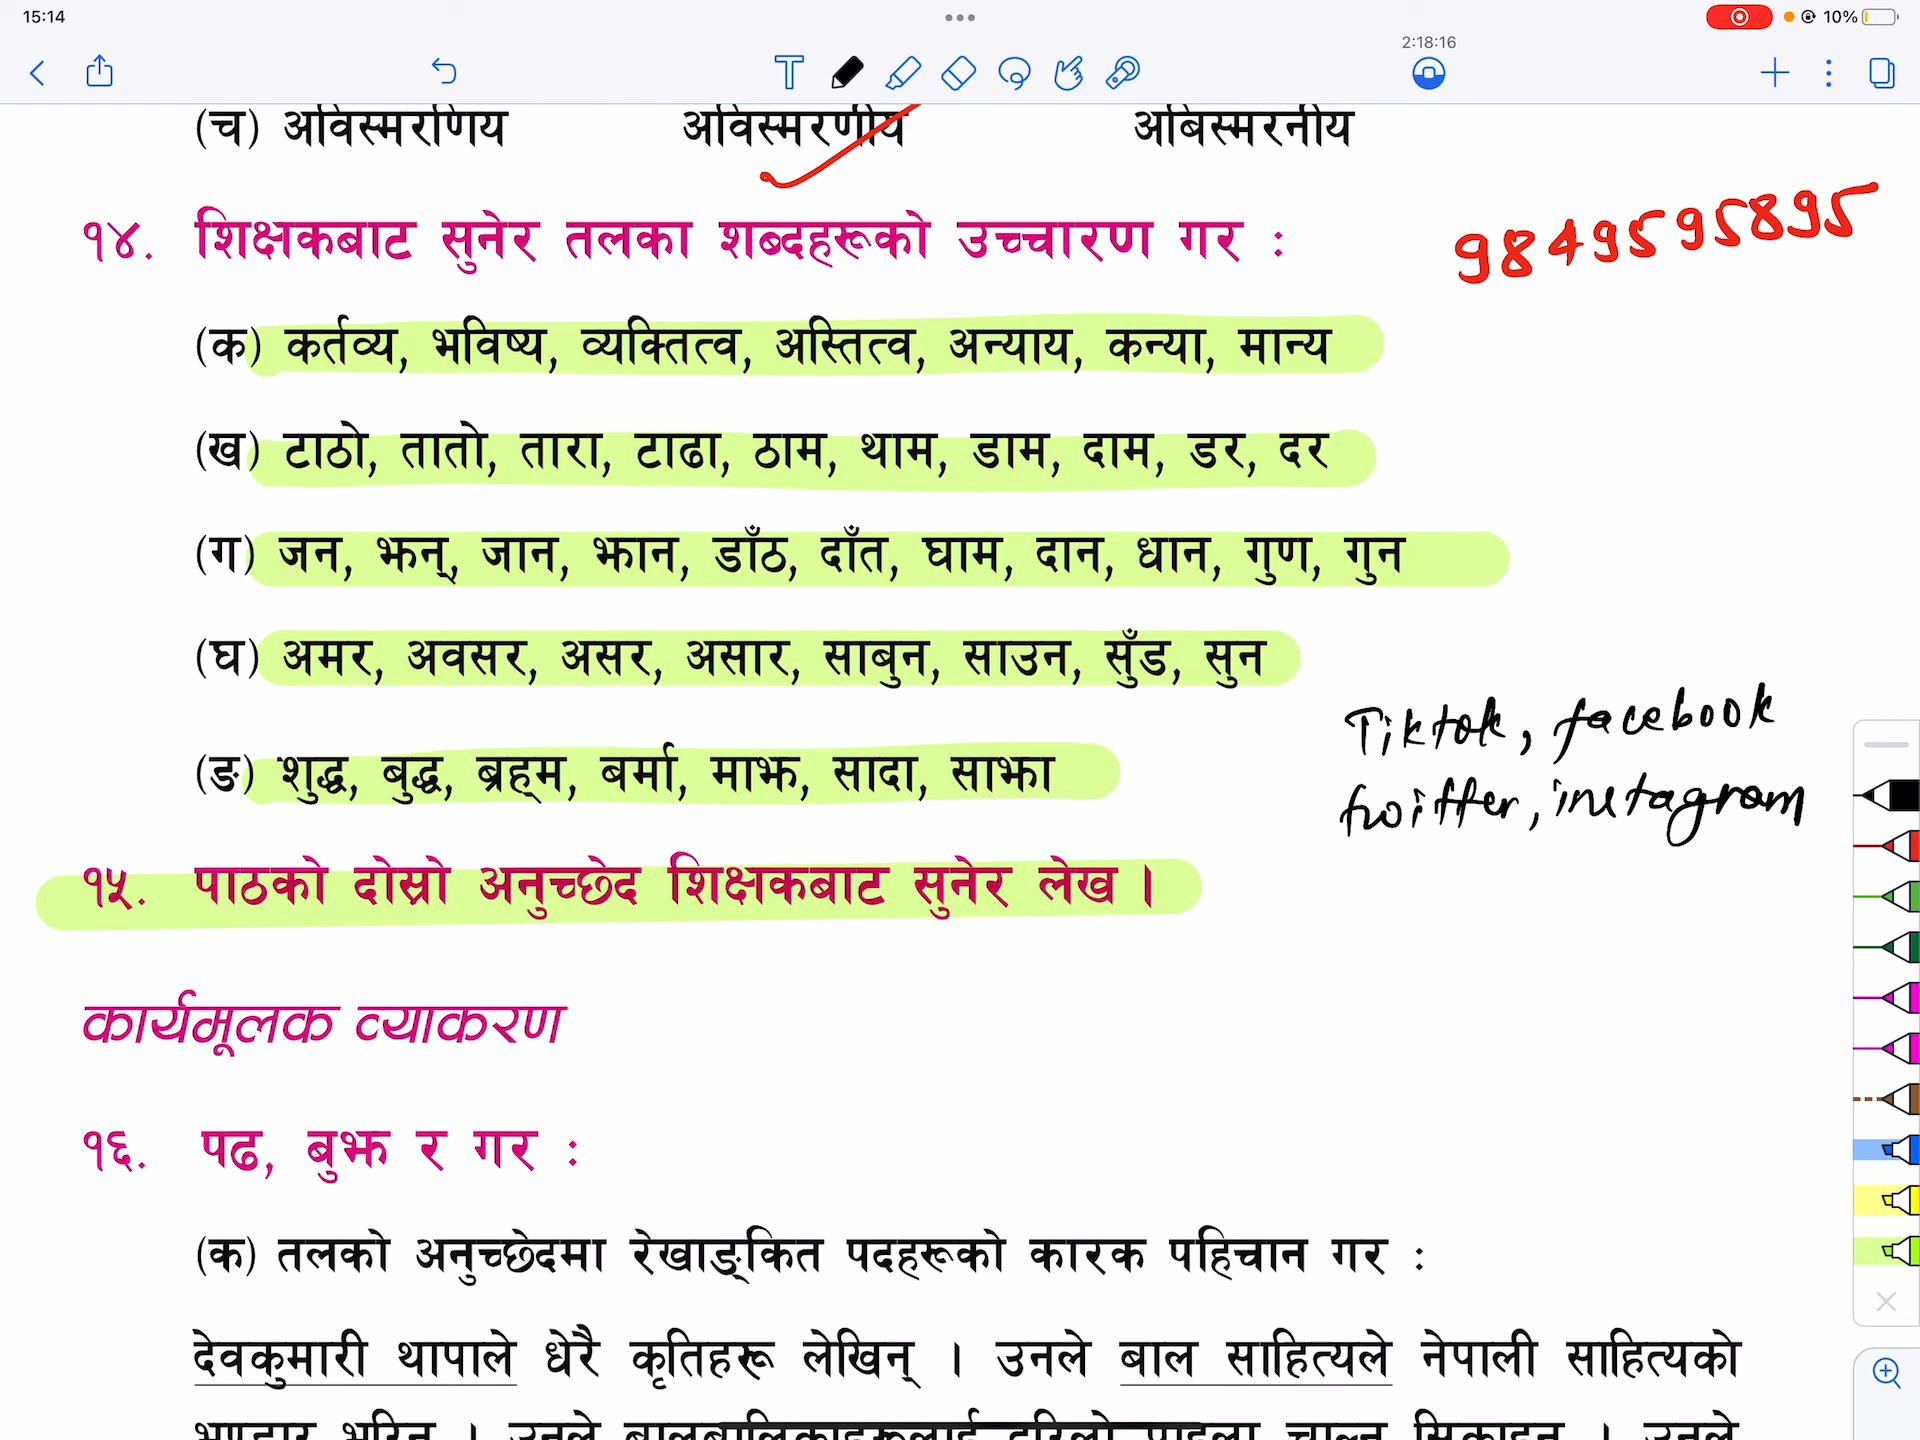 15:14
10%
2:18:16
(च) अविस्मरणिय अविस्मरणीय अबिस्मरनीय
१४. शिक्षकबाट सुनेर तलका शब्दहरूको उच्चारण गर :
9849595895
(क) कर्तव्य, भविष्य, व्यक्तित्व, अस्तित्व, अन्याय, कन्या, मान्य
(ख) टाठो, तातो, तारा, टाढा, ठाम, थाम, डाम, दाम, डर, दर
(ग) जन, झन्, जान, झान, डाँठ, दाँत, घाम, दान, धान, गुण, गुन
(घ) अमर, अवसर, असर, असार, साबुन, साउन, सुँड, सुन
Tiktok, facebook
(ङ) शुद्ध, बुद्ध, ब्रह्म, बर्मा, माझ, सादा, साझा
twitter, instagram
१५. पाठको दोस्रो अनुच्छेद शिक्षकबाट सुनेर लेख ।
कार्यमूलक व्याकरण
१६. पढ, बुझ र गर :
(क) तलको अनुच्छेदमा रेखाङ्कित पदहरूको कारक पहिचान गर :
देवकुमारी थापाले धेरै कृतिहरू लेखिन् । उनले बाल साहित्यले नेपाली साहित्यको